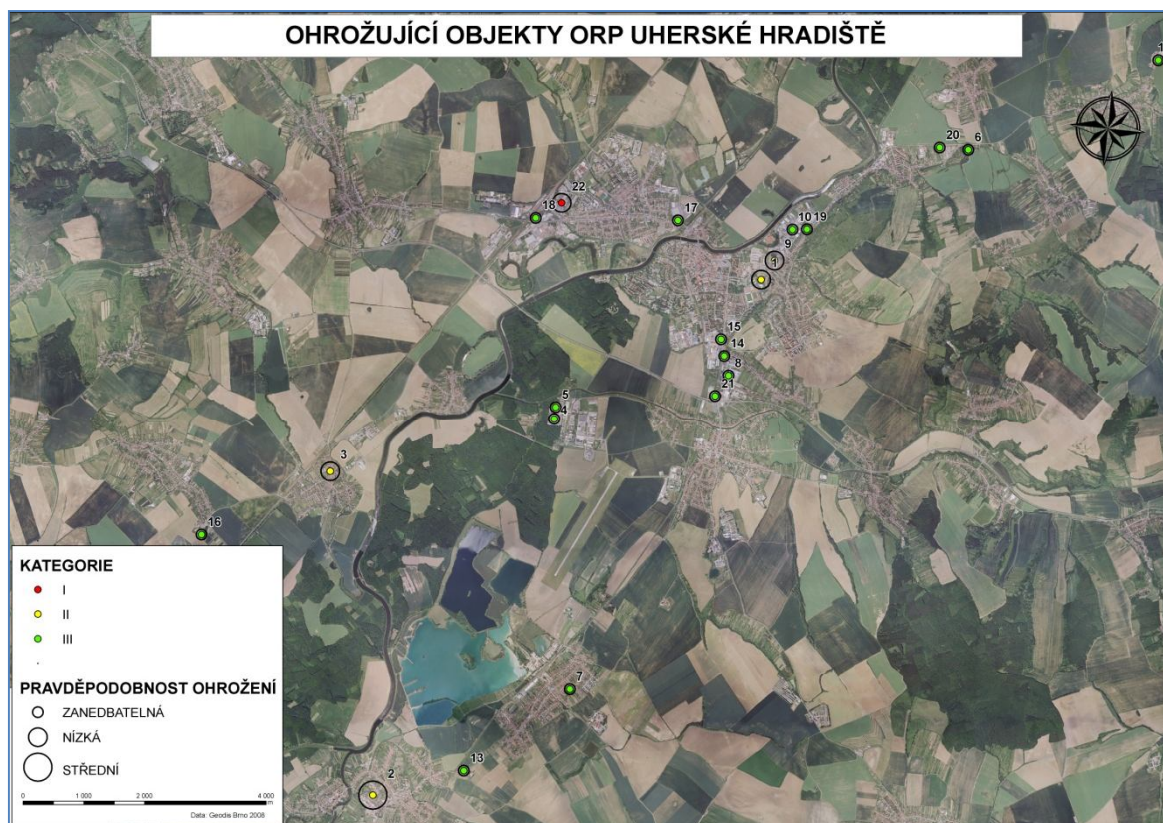 OHROŽUJÍCÍ OBJEKTY ORP UHERSKÉ HRADIŠTĚ
1
20
6
22
18
17
10
19
9
1
15
14
8
21
5
4
3
16
7
13
2
KATEGORIE
I
II
III
PRAVDĚPODOBNOST OHROŽENÍ
ZANEDBATELNÁ
NÍZKÁ
STŘEDNÍ
0 1 000 2 000 4 000
m
Data: Geodis Brno 2008